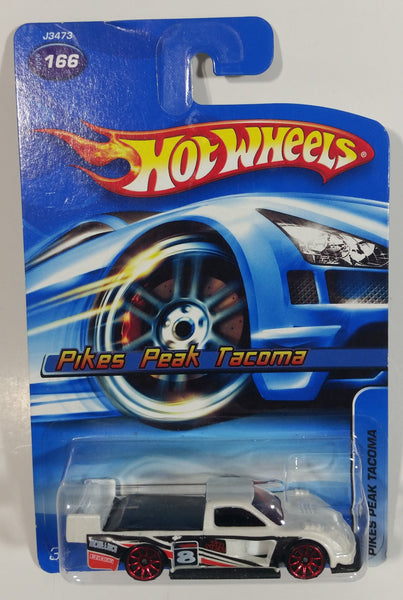 J3473
166
HOT WHEELS®
Pikes Peak Tacoma
PIKES PEAK TACOMA
8